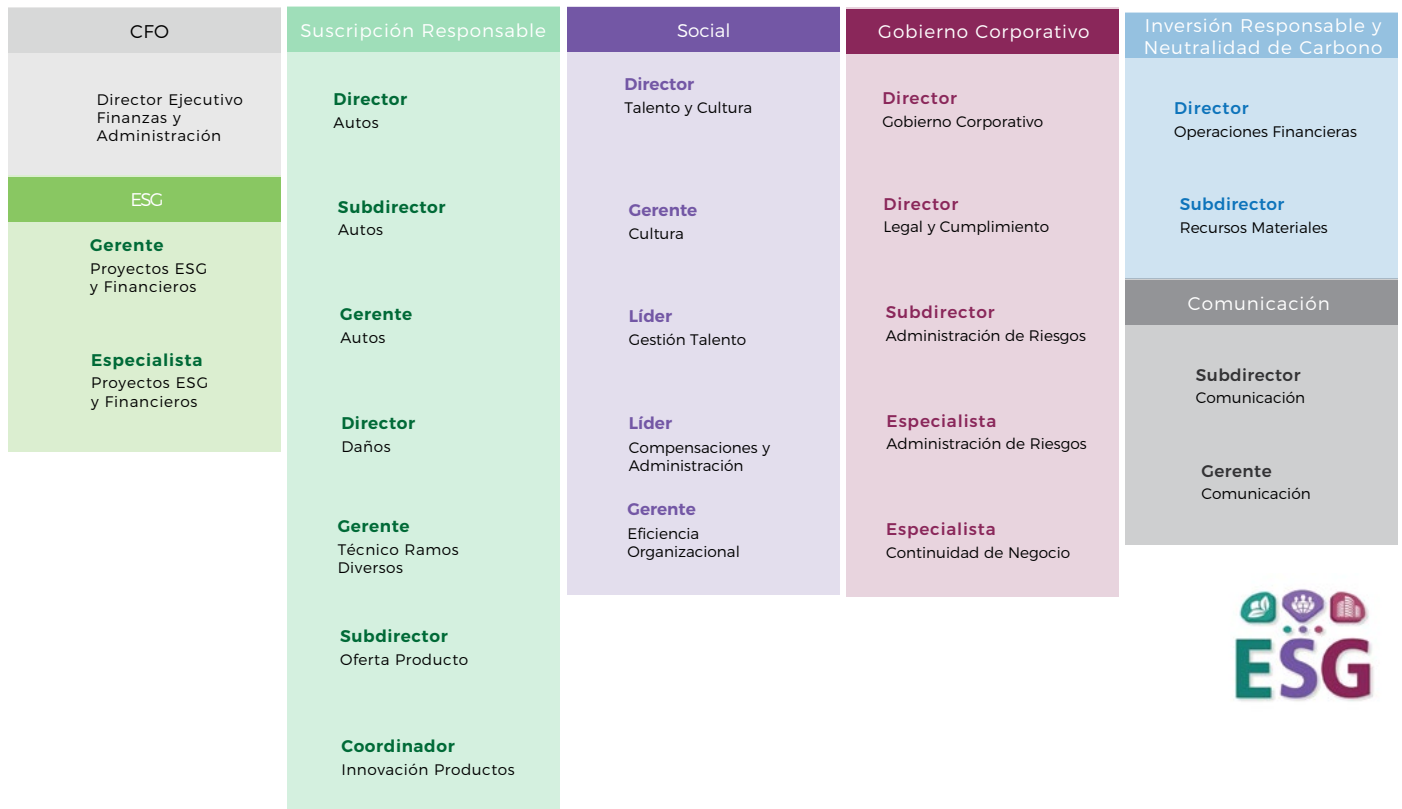 CFO
Director Ejecutivo
Finanzas y
Administración
ESG
Gerente
Proyectos ESG
y Financieros
Especialista
Proyectos ESG
y Financieros
Suscripción Responsable
Director
Autos
Subdirector
Autos
Gerente
Autos
Director
Daños
Gerente
Técnico Ramos
Diversos
Subdirector
Oferta Producto
Coordinador
Innovación Productos
Social
Director
Talento y Cultura
Gerente
Cultura
Líder
Gestión Talento
Líder
Compensaciones y
Administración
Gerente
Eficiencia
Organizacional
Gobierno Corporativo
Director
Gobierno Corporativo
Director
Legal y Cumplimiento
Subdirector
Administración de Riesgos
Especialista
Administración de Riesgos
Especialista
Continuidad de Negocio
Inversión Responsable y
Neutralidad de Carbono
Director
Operaciones Financieras
Subdirector
Recursos Materiales
Comunicación
Subdirector
Comunicación
Gerente
Comunicación
ESG